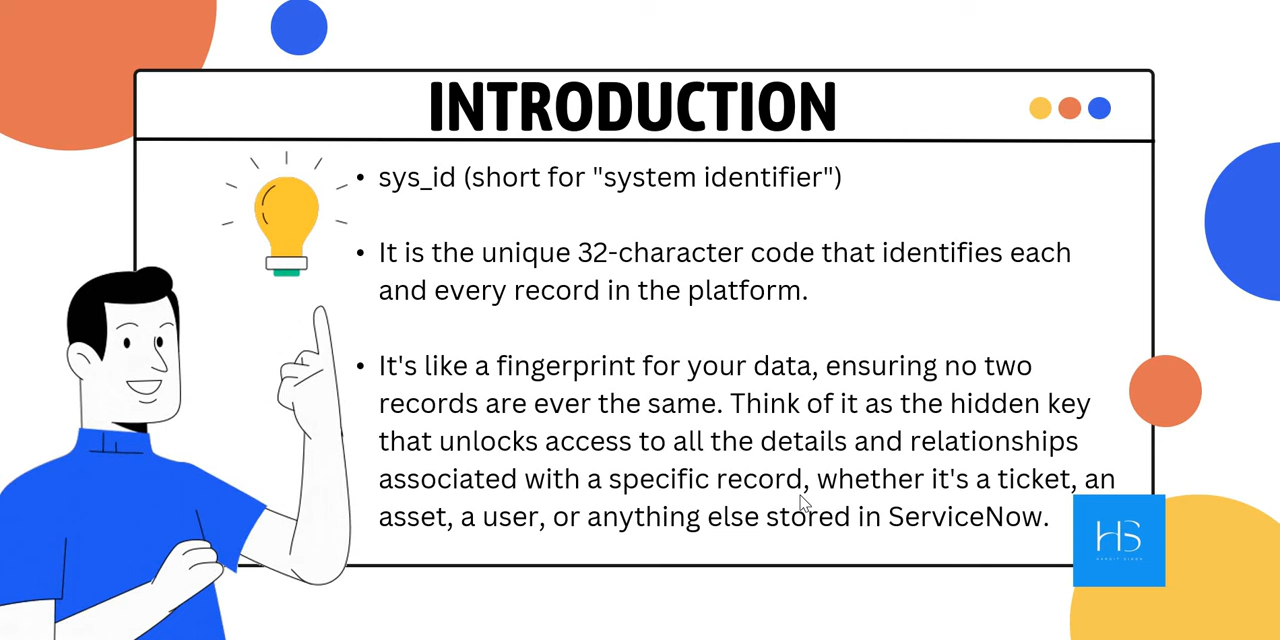 INTRODUCTION
• sys_id (short for "system identifier")
• It is the unique 32-character code that identifies each
and every record in the platform.
• It's like a fingerprint for your data, ensuring no two
records are ever the same. Think of it as the hidden key
that unlocks access to all the details and relationships
associated with a specific record, whether it's a ticket, an
asset, a user, or anything else stored in ServiceNow.
HS